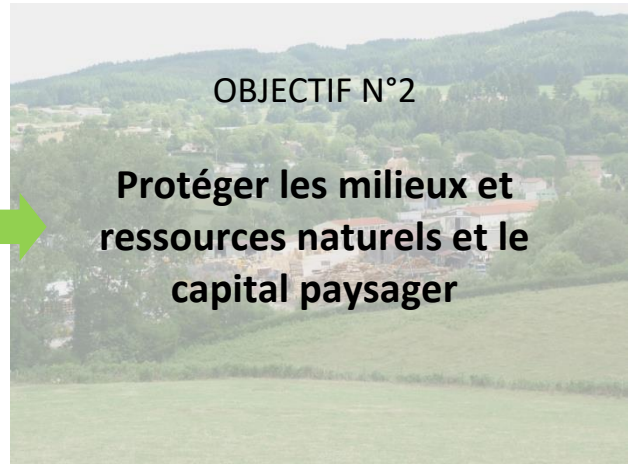 OBJECTIF N°2
Protéger les milieux et
ressources naturels et le
capital paysager